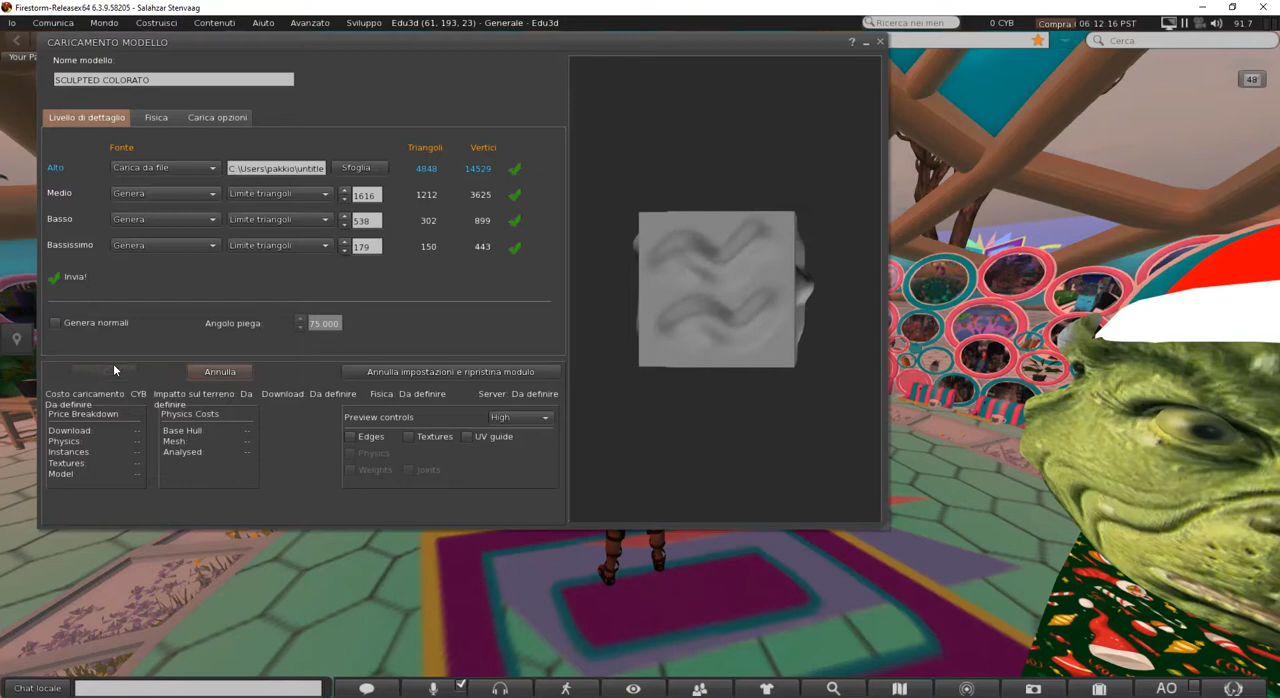 Firestorm-Releasex64 6.3.9.58205 - Salahzar Stenvaag
Io Comunica Mondo Costruisci Contenuti Aiuto Avanzato Sviluppo Edu3d (61, 193, 23) - Generale - Edu3d Ricerca nei men 0 CYB Compra 06:12:16 PST 91.7
CARICAMENTO MODELLO ? Cerca
Your Pa
Nome modello:
SCULPTED COLORATO
48
Livello di dettaglio Fisica Carica opzioni
Fonte Triangoli Vertici
Alto Carica da file C:\Users\pakkio\untitle Sfoglia... 4848 14529
Medio Genera Limite triangoli 1616 1212 3625
Basso Genera Limite triangoli 538 302 899
Bassissimo Genera Limite triangoli 179 150 443
Invia!
Genera normali Angolo piega: 75.000
Annulla Annulla impostazioni e ripristina modulo
Costo caricamento CYB Impatto sul terreno: Da Download: Da definire Fisica: Da definire Server: Da definire
Da definire definire
Price Breakdown Physics Costs Preview controls High
Download: -- Base Hull -- Edges Textures UV guide
Physics: -- Mesh: -- Physics
Instances -- Analysed: -- Weights Joints
Textures: --
Model --
Chat locale AO